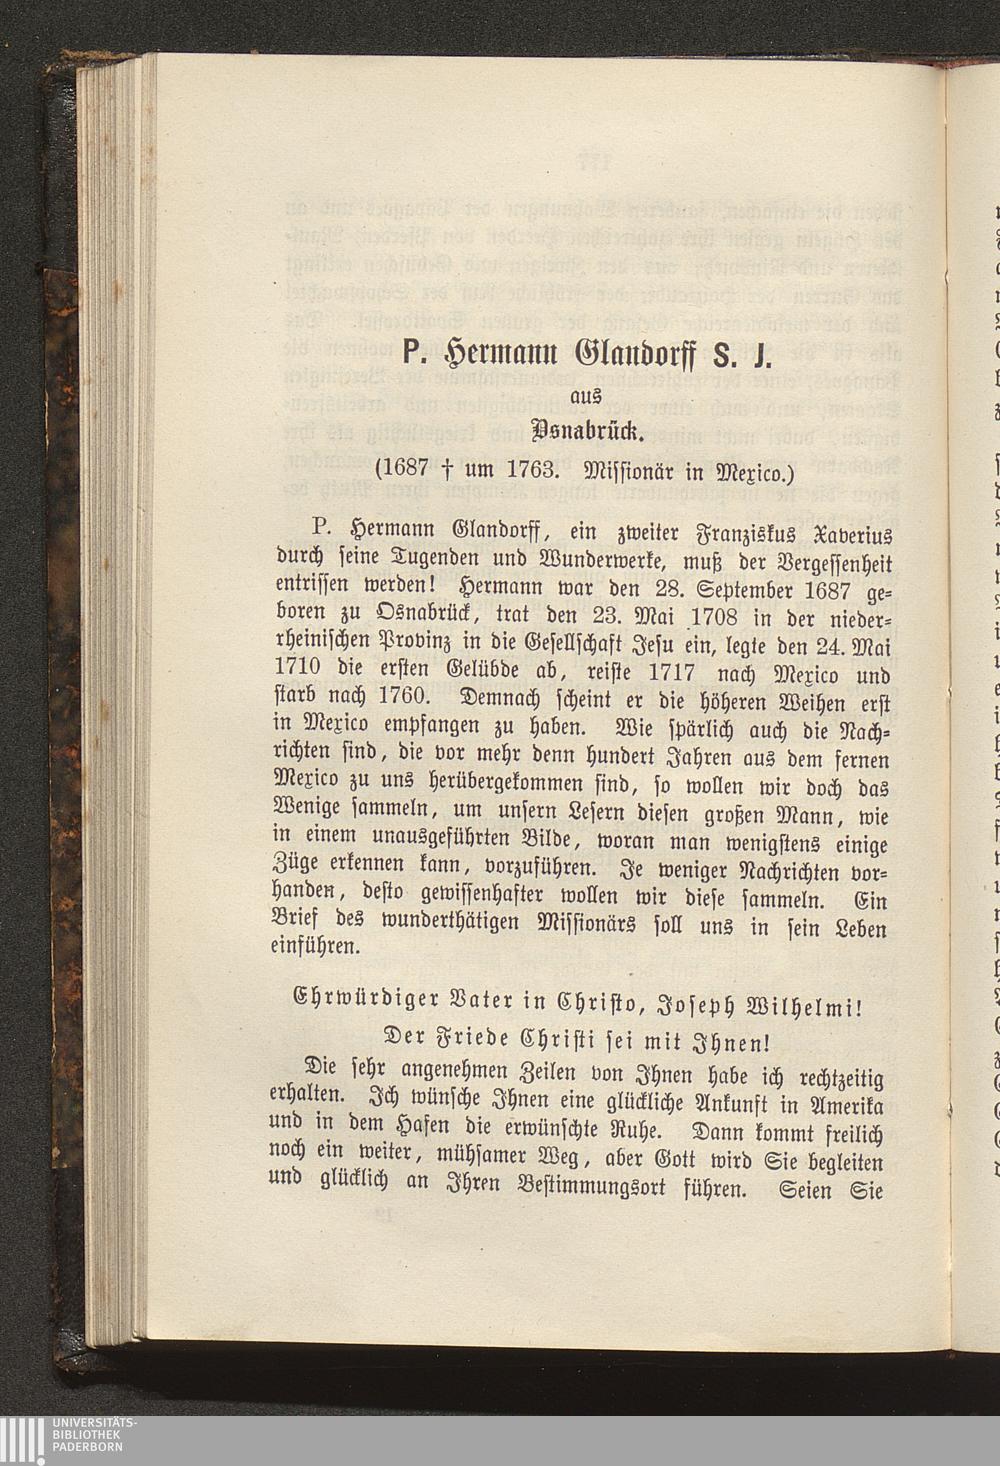 P. Hermann Glandorff S. J.
aus
Osnabrück.
(1687 † um 1763. Missionär in Mexico.)
P. Hermann Glandorff, ein zweiter Franziskus Xaverius
durch seine Tugenden und Wunderwerke, muß der Vergessenheit
entrissen werden! Hermann war den 28. September 1687 ge=
boren zu Osnabrück, trat den 23. Mai 1708 in der nieder=
rheinischen Provinz in die Gesellschaft Jesu ein, legte den 24. Mai
1710 die ersten Gelübde ab, reiste 1717 nach Mexico und
starb nach 1760. Demnach scheint er die höheren Weihen erst
in Mexico empfangen zu haben. Wie spärlich auch die Nach=
richten sind, die vor mehr denn hundert Jahren aus dem fernen
Mexico zu uns herübergekommen sind, so wollen wir doch das
Wenige sammeln, um unsern Lesern diesen großen Mann, wie
in einem unausgeführten Bilde, woran man wenigstens einige
Züge erkennen kann, vorzuführen. Je weniger Nachrichten vor=
handen, desto gewissenhafter wollen wir diese sammeln. Ein
Brief des wunderthätigen Missionärs soll uns in sein Leben
einführen.
Ehrwürdiger Vater in Christo, Joseph Wilhelmi!
Der Friede Christi sei mit Ihnen!
Die sehr angenehmen Zeilen von Ihnen habe ich rechtzeitig
erhalten. Ich wünsche Ihnen eine glückliche Ankunft in Amerika
und in dem Hafen die erwünschte Ruhe. Dann kommt freilich
noch ein weiter, mühsamer Weg, aber Gott wird Sie begleiten
und glücklich an Ihren Bestimmungsort führen. Seien Sie
UNIVERSITÄTS-
BIBLIOTHEK
PADERBORN